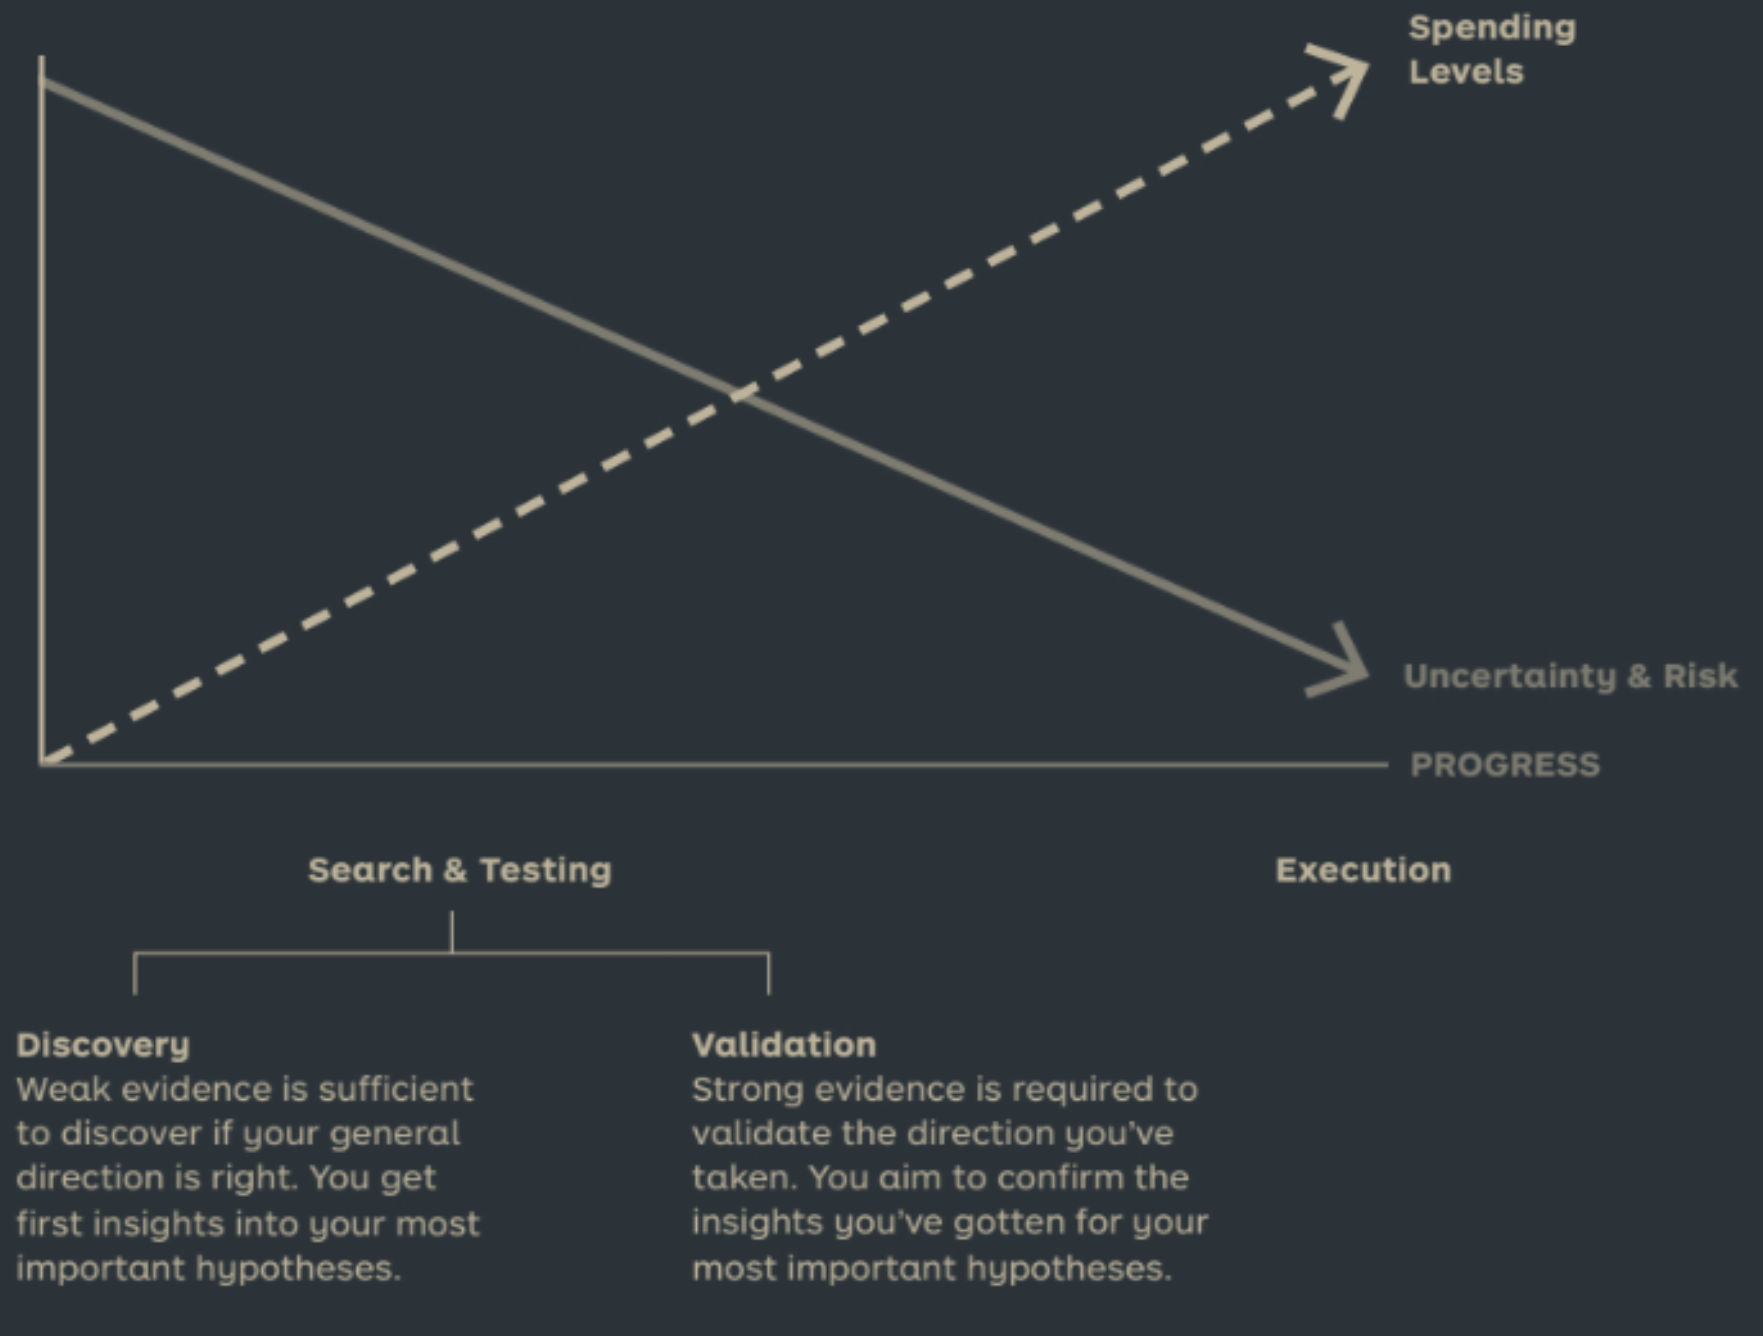 Spending
Levels
Uncertainty & Risk
PROGRESS
Search & Testing
Execution
Discovery
Weak evidence is sufficient
to discover if your general
direction is right. You get
first insights into your most
important hypotheses.
Validation
Strong evidence is required to
validate the direction you've
taken. You aim to confirm the
insights you've gotten for your
most important hypotheses.